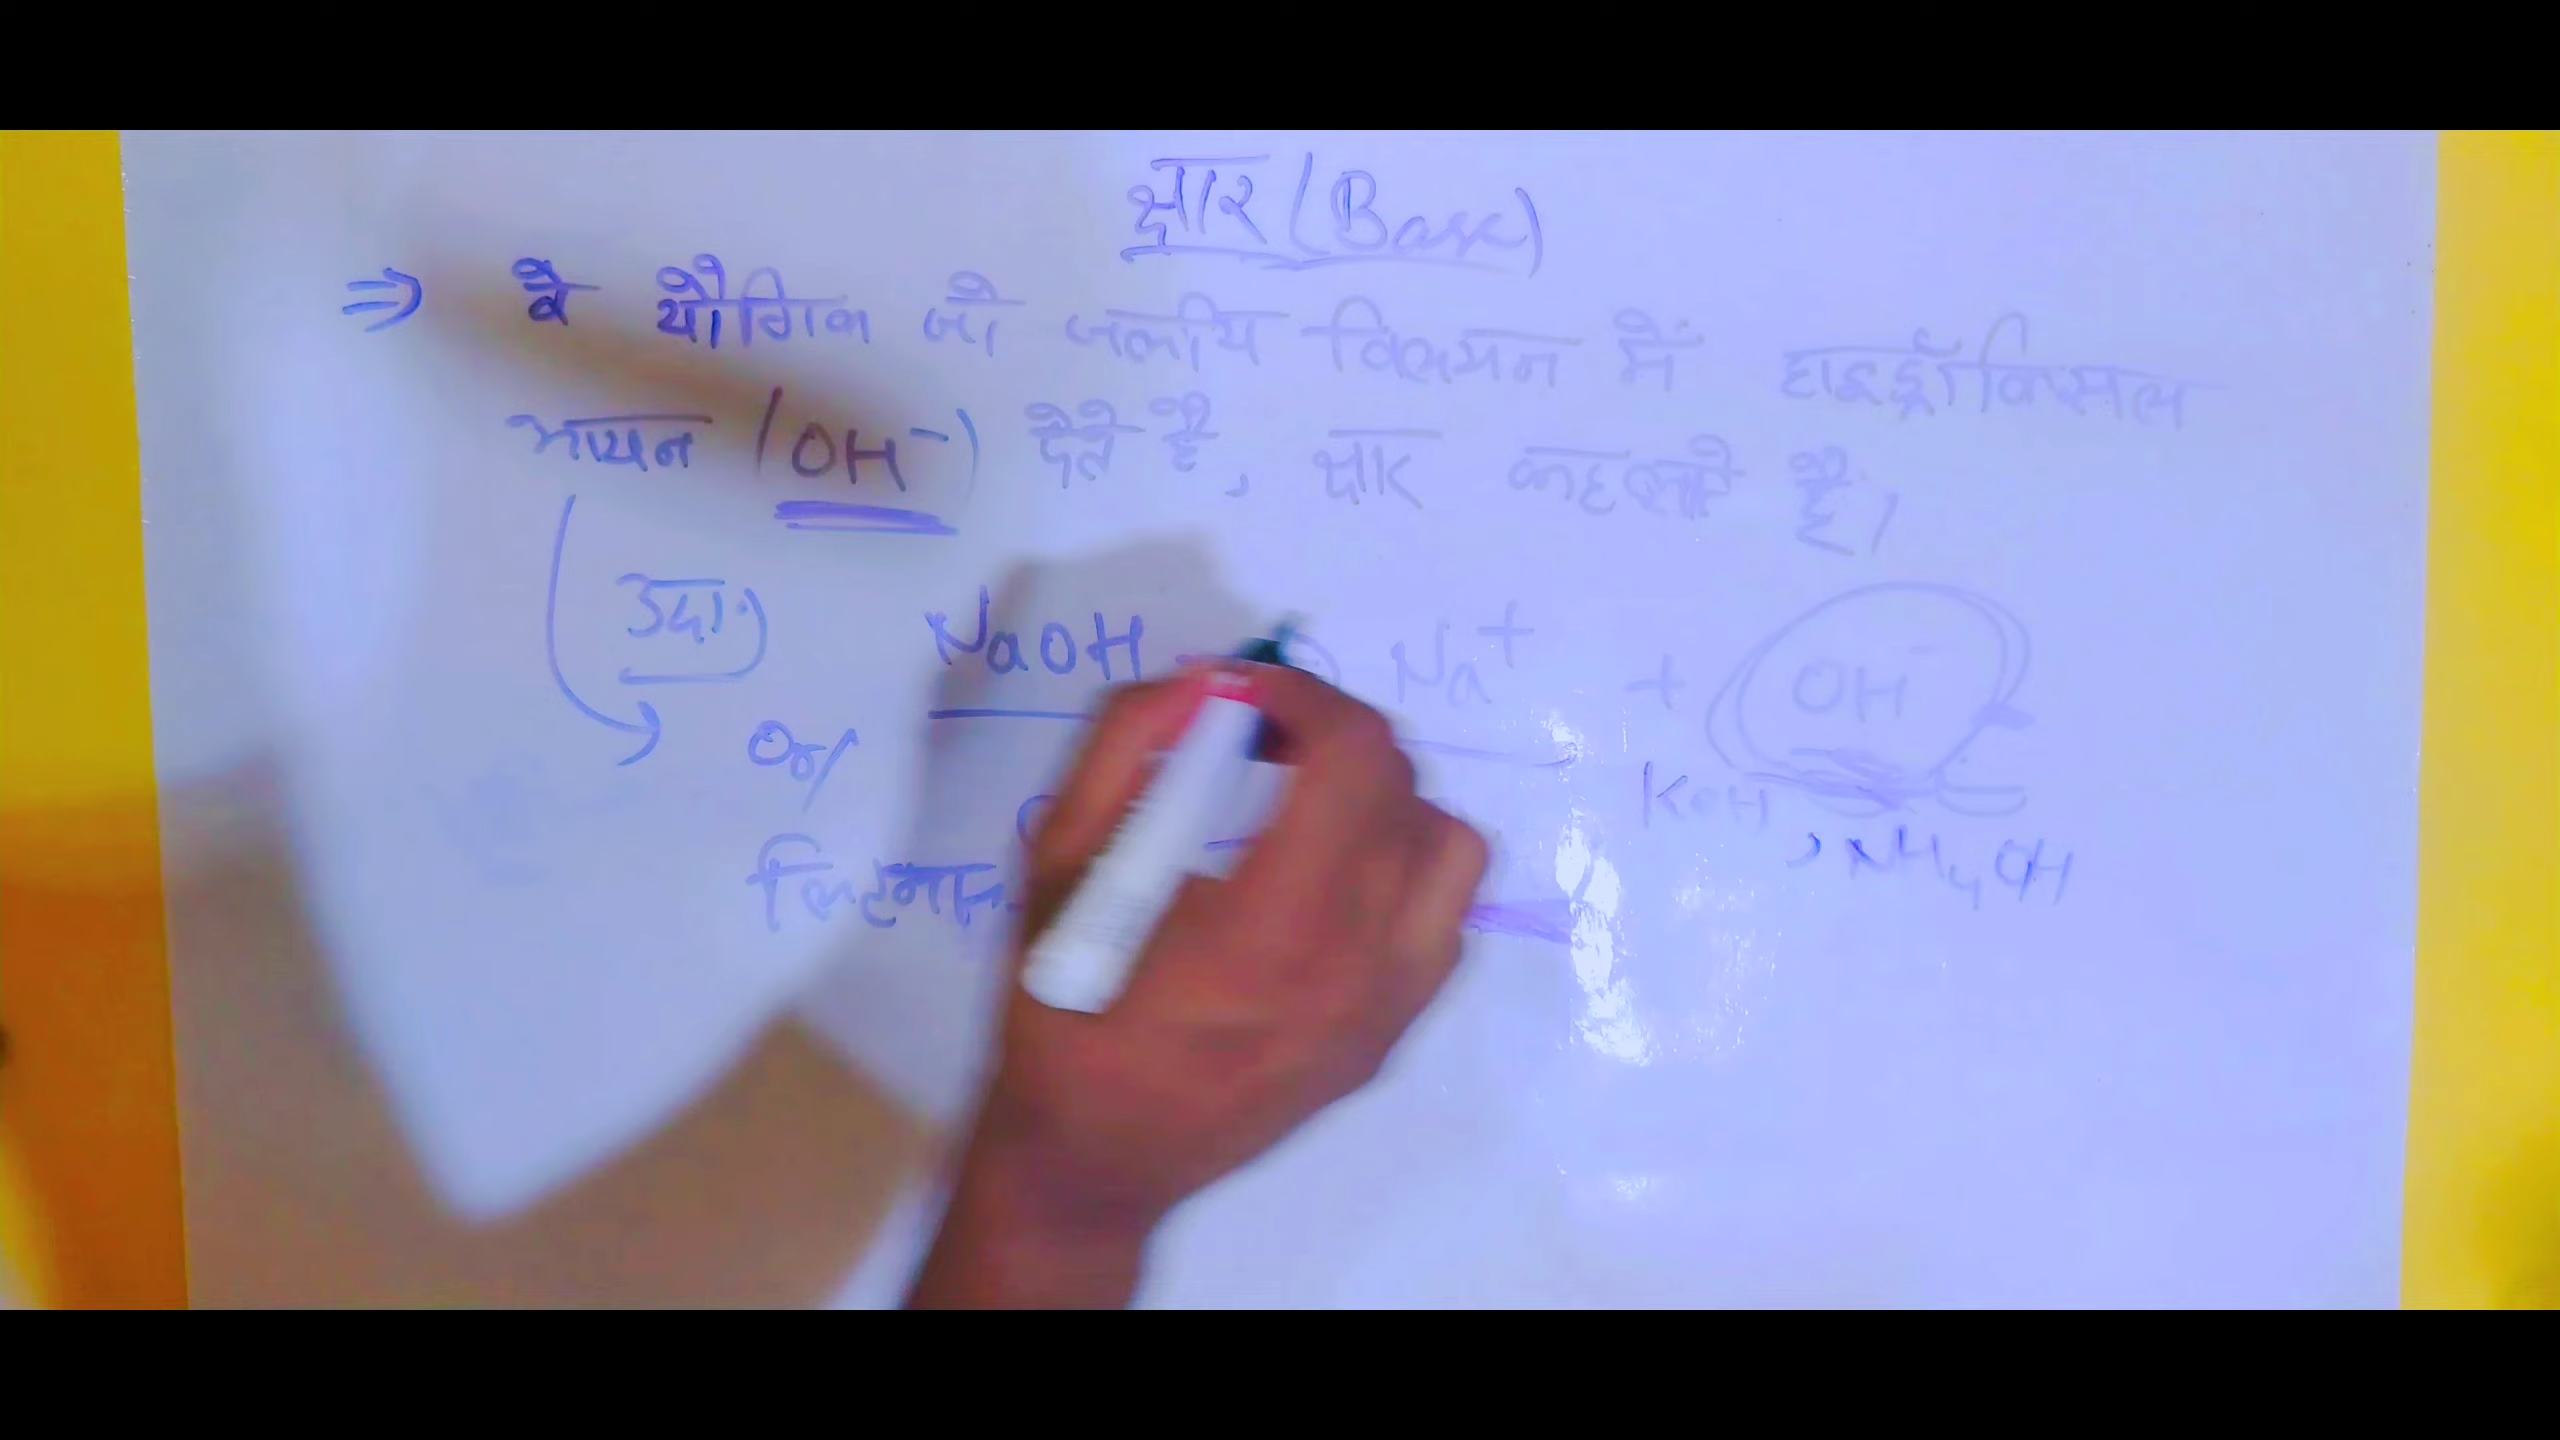 क्षार (Base)
⇒ वे यौगिक जो जलीय विलयन में हाइड्रॉक्सिल
आयन (OH⁻) देते है, क्षार कहलाते है।
उदा. NaOH Na⁺ + OH⁻
Or/ KOH, NH₄OH